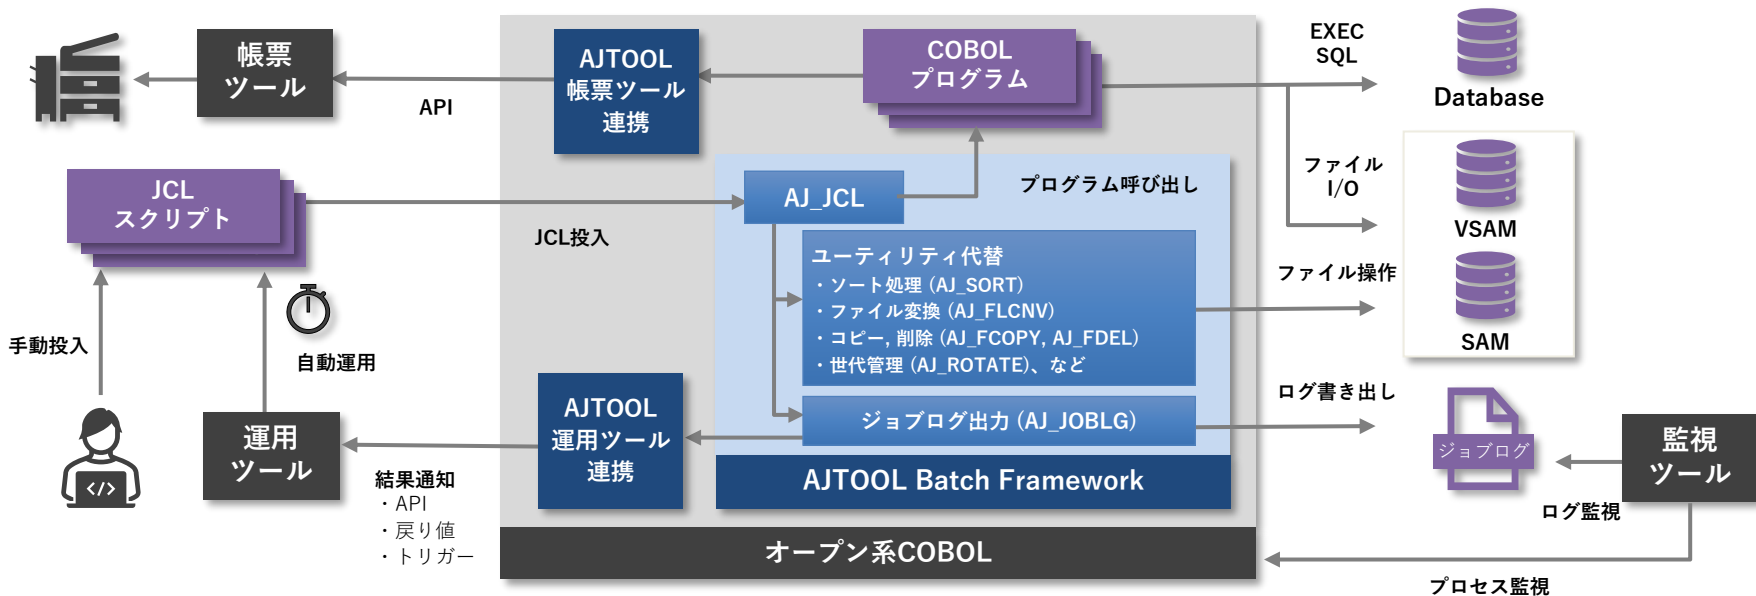 帳票
ツール
API
AJTOOL
帳票ツール
連携
COBOL
プログラム
EXEC
SQL
Database
ファイル
I/O
VSAM
SAM
JCL
スクリプト
JCL投入
AJ_JCL
プログラム呼び出し
ユーティリティ代替
・ソート処理 (AJ_SORT)
・ファイル変換 (AJ_FLCNV)
・コピー, 削除 (AJ_FCOPY, AJ_FDEL)
・世代管理 (AJ_ROTATE)、など
ファイル操作
手動投入
自動運用
運用
ツール
結果通知
・API
・戻り値
・トリガー
AJTOOL
運用ツール
連携
ジョブログ出力 (AJ_JOBLG)
AJTOOL Batch Framework
オープン系COBOL
ログ書き出し
ジョブログ
監視
ツール
ログ監視
プロセス監視